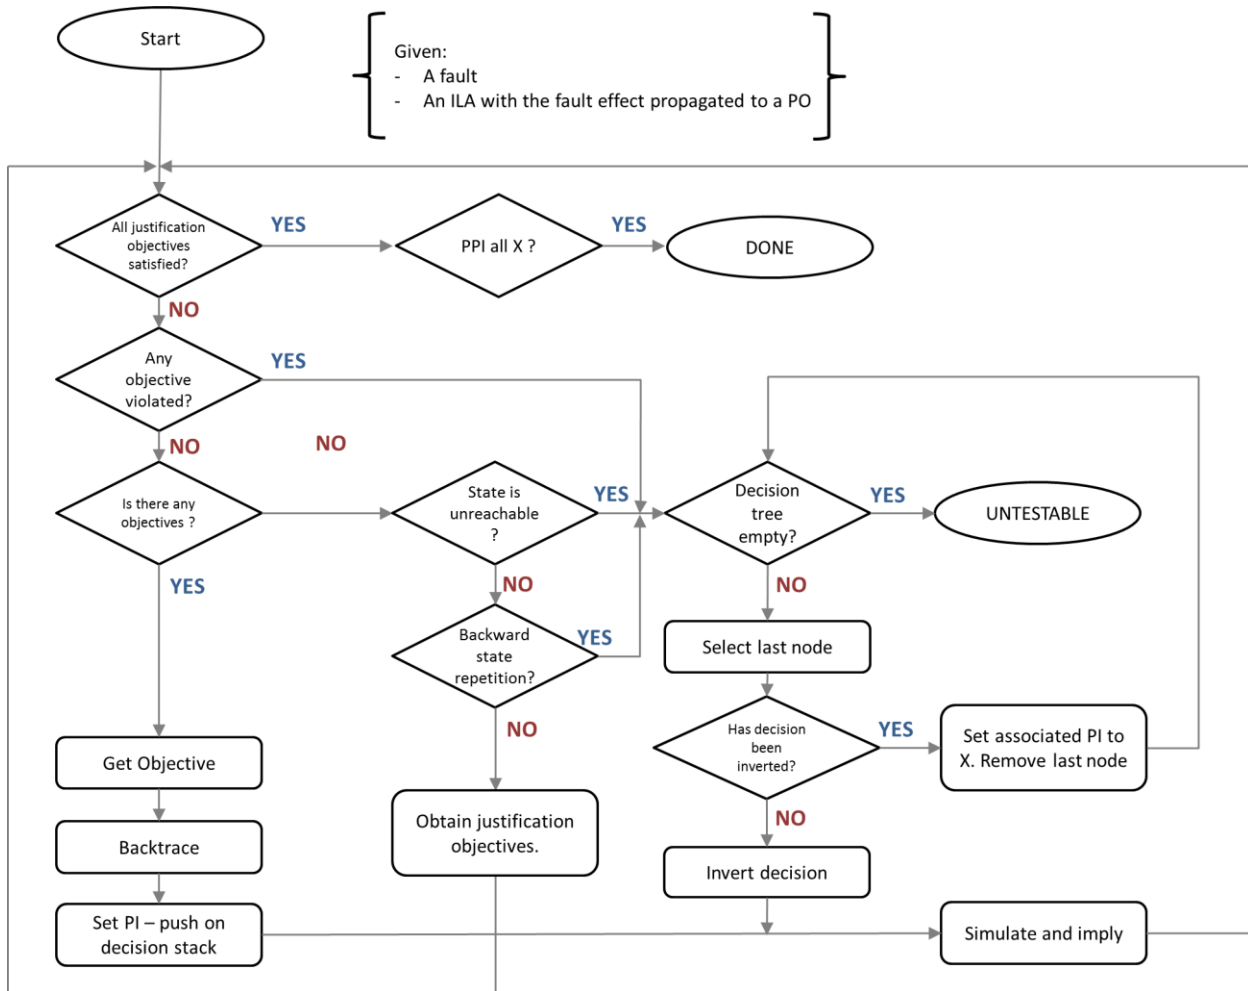 Start
Given:
- A fault
- An ILA with the fault effect propagated to a PO
All justification
objectives
satisfied?
YES
PPI all X ?
YES
DONE
NO
Any
objective
violated?
YES
NO
NO
Is there any
objectives ?
State is
unreachable
?
YES
Decision
tree
empty?
YES
UNTESTABLE
YES
NO
NO
Backward
state
repetition?
YES
Select last node
NO
Has decision
been
inverted?
YES
Set associated PI to
X. Remove last node
Get Objective
NO
Obtain justification
objectives.
Backtrace
Invert decision
Set PI – push on
decision stack
Simulate and imply